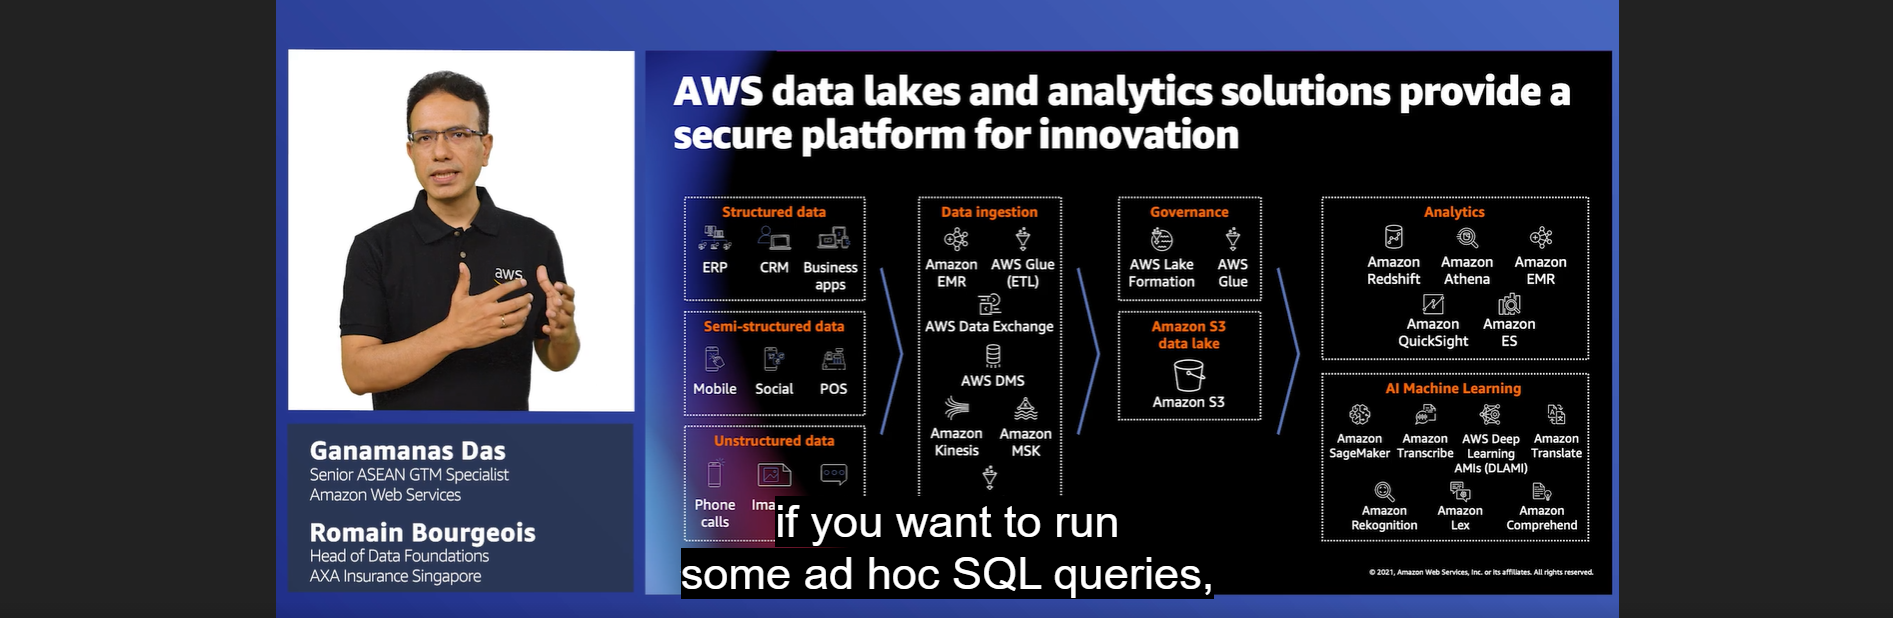 aws
Ganamanas Das
Senior ASEAN GTM Specialist
Amazon Web Services
Romain Bourgeois
Head of Data Foundations
AXA Insurance Singapore
AWS data lakes and analytics solutions provide a
secure platform for innovation
Structured data
ERP CRM Business
apps
Semi-structured data
Mobile Social POS
Unstructured data
Phone
calls
Data ingestion
Amazon
EMR
AWS Glue
(ETL)
AWS Data Exchange
AWS DMS
Amazon
Kinesis
Amazon
MSK
Governance
AWS Lake
Formation
AWS
Glue
Amazon S3
data lake
Amazon S3
Analytics
Amazon
Redshift
Amazon
Athena
Amazon
EMR
Amazon
QuickSight
Amazon
ES
AI Machine Learning
Amazon
SageMaker
Amazon
Transcribe
AWS Deep
Learning
AMIs (DLAMI)
Amazon
Translate
Amazon
Rekognition
Amazon
Lex
Amazon
Comprehend
if you want to run
some ad hoc SQL queries,
© 2021, Amazon Web Services, Inc. or its affiliates. All rights reserved.